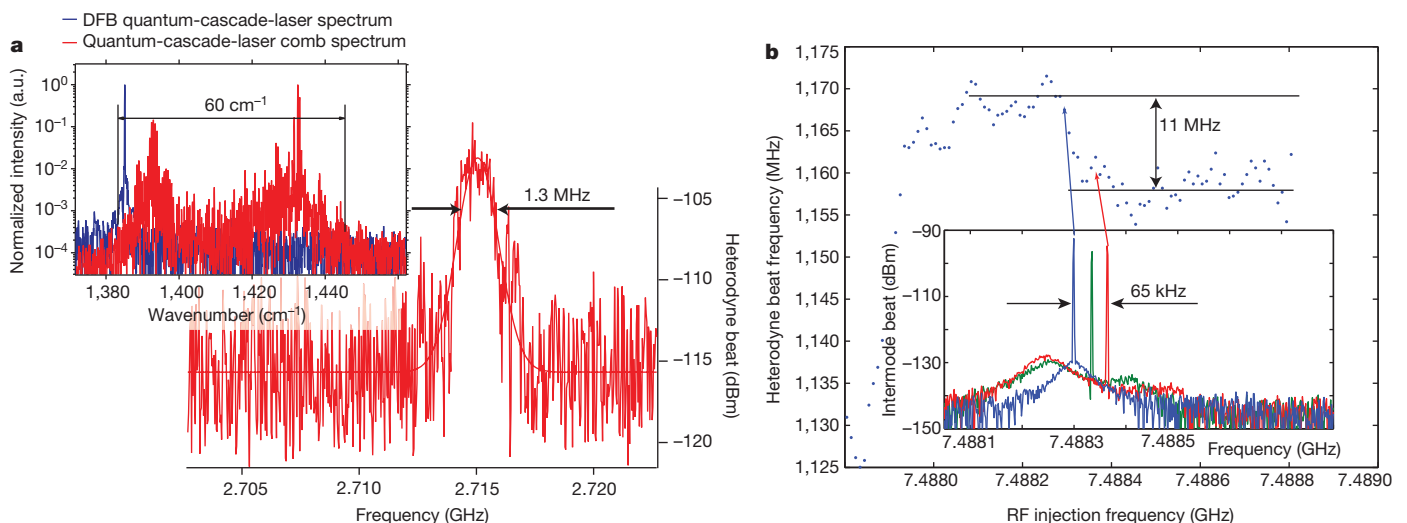 DFB quantum-cascade-laser spectrum
Quantum-cascade-laser comb spectrum
a
Normalized intensity (a.u.)
10⁰
10⁻¹
10⁻²
10⁻³
10⁻⁴
60 cm⁻¹
1,380
1,400
1,420
1,440
Wavenumber (cm⁻¹)
1.3 MHz
−105
−110
−115
−120
Heterodyne beat (dBm)
2.705
2.710
2.715
2.720
Frequency (GHz)
b
Heterodyne beat frequency (MHz)
1,175
1,170
1,165
1,160
1,155
1,150
1,145
1,140
1,135
1,130
1,125
11 MHz
Intermode beat (dBm)
−90
−110
−130
−150
65 kHz
7.4881
7.4883
7.4885
Frequency (GHz)
7.4880
7.4882
7.4884
7.4886
7.4888
7.4890
RF injection frequency (GHz)